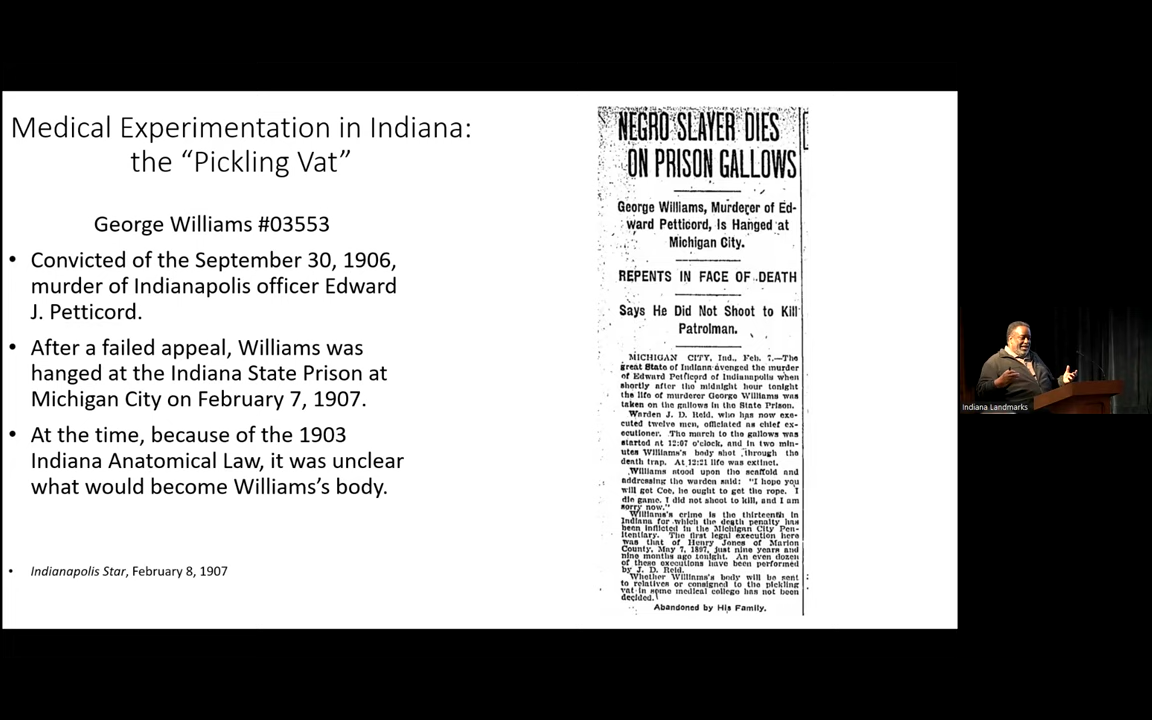 Medical Experimentation in Indiana:
the “Pickling Vat”
George Williams #03553
• Convicted of the September 30, 1906,
murder of Indianapolis officer Edward
J. Petticord.
• After a failed appeal, Williams was
hanged at the Indiana State Prison at
Michigan City on February 7, 1907.
• At the time, because of the 1903
Indiana Anatomical Law, it was unclear
what would become Williams’s body.
• Indianapolis Star, February 8, 1907
NEGRO SLAYER DIES
ON PRISON GALLOWS
George Williams, Murderer of Ed-
ward Petticord, Is Hanged at
Michigan City.
REPENTS IN FACE OF DEATH
Says He Did Not Shoot to Kill
Patrolman.
MICHIGAN CITY, Ind., Feb. 7.—The
great State of Indiana avenged the murder
of Edward Petticord of Indianapolis when
shortly after the midnight hour tonight
the life of murderer George Williams was
taken on the gallows in the State Prison.
Warden J. D. Reid, who has now exe-
cuted twelve men, officiated as chief ex-
ecutioner. The march to the gallows was
started at 12:07 o'clock, and in two min-
utes Williams's body shot through the
death trap. At 12:21 life was extinct.
Williams stood upon the scaffold and
addressing the warden said: "I hope you
will get Coe, he ought to get the rope. I
die game. I did not shoot to kill, and I am
sorry now."
Williams's crime is the thirteenth in
Indiana for which the death penalty has
been inflicted in the Michigan City Pen-
itentiary. The first legal execution here
was that of Henry Jones of Marion
County, May 7, 1897, just nine years and
nine months ago tonight. An even dozen
of these executions have been performed
by J. D. Reid.
Whether Williams's body will be sent
to relatives or consigned to the pickling
vat in some medical college has not been
decided.
Abandoned by His Family.
Indiana Landmarks